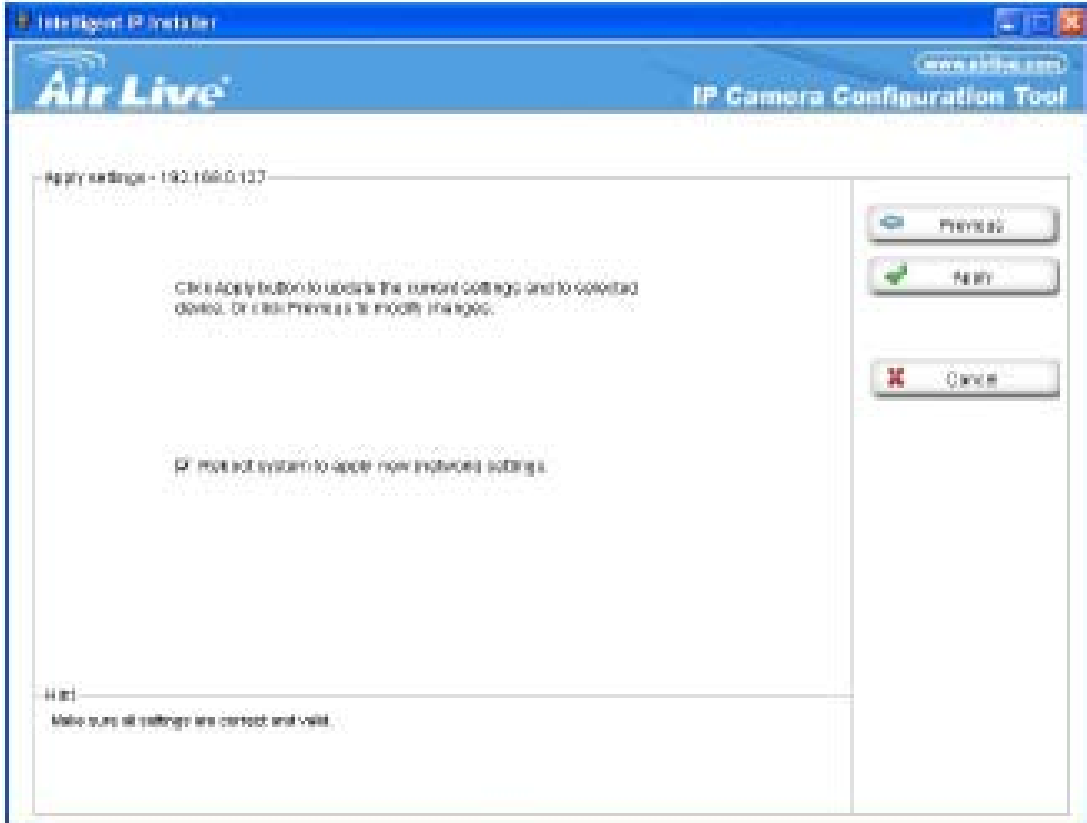 Intelligent IP Installer
www.airlive.com
Air Live
IP Camera Configuration Tool
Apply settings - 192.168.0.127
Previous
Click Apply button to update the current settings and to selected
device. Or click Previous to modify changes.
Apply
Cancel
Reboot system to apply new network settings.
Hint
Make sure all settings are correct and valid.